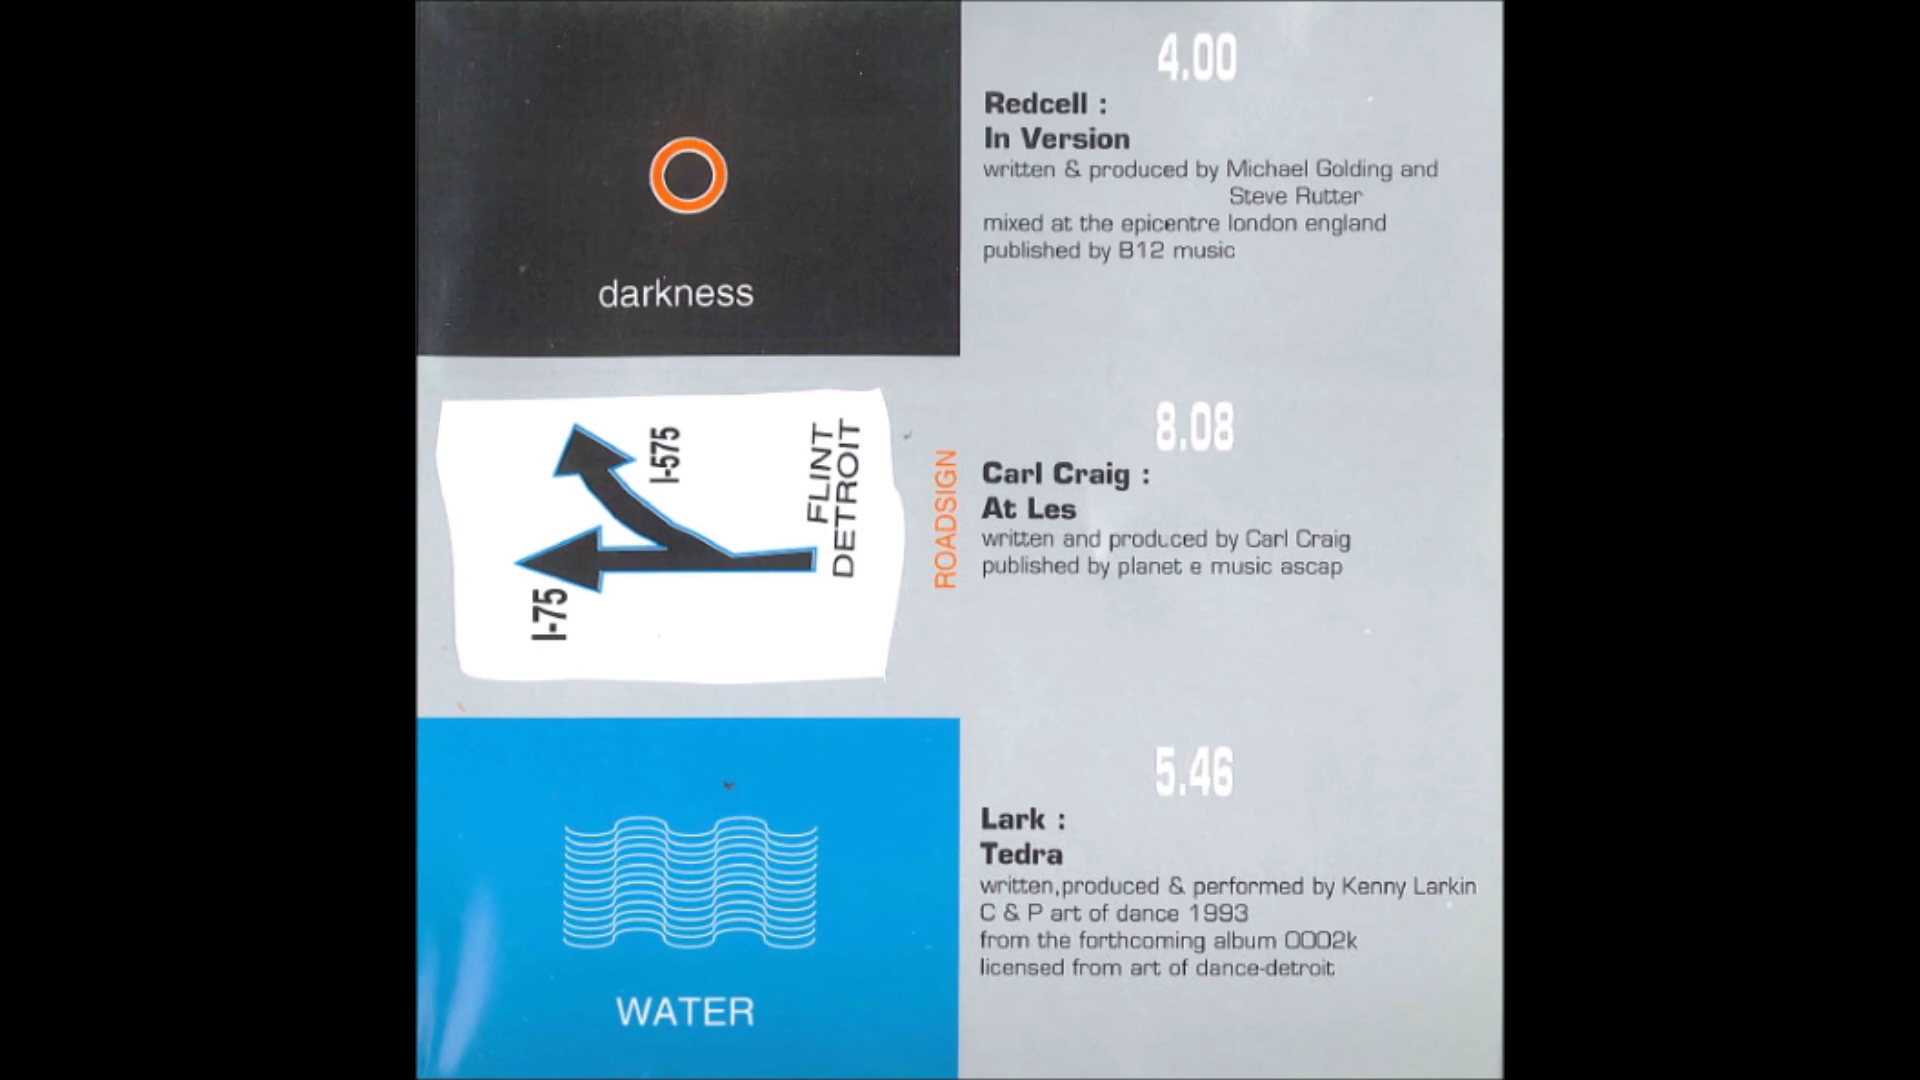 darkness
4.00
Redcell :
In Version
written & produced by Michael Golding and
Steve Rutter
mixed at the epicentre london england
published by B12 music
I-575
I-75
FLINT
DETROIT
ROADSIGN
8.08
Carl Craig :
At Les
written and produced by Carl Craig
published by planet e music ascap
WATER
5.46
Lark :
Tedra
written,produced & performed by Kenny Larkin
C & P art of dance 1993
from the forthcoming album 0002k
licensed from art of dance-detroit